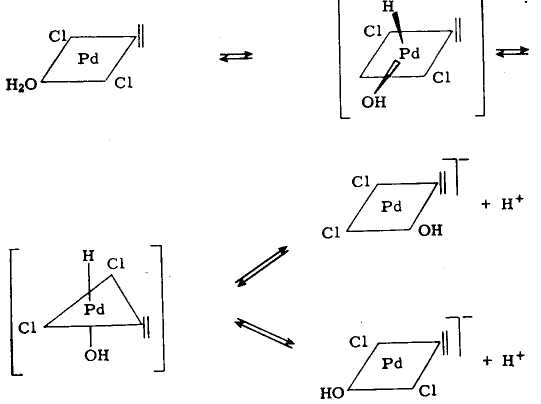 Cl Pd H₂O Cl
H Cl Pd Cl OH
Cl Pd Cl OH + H⁺
H Cl Pd Cl OH
Cl Pd HO Cl + H⁺